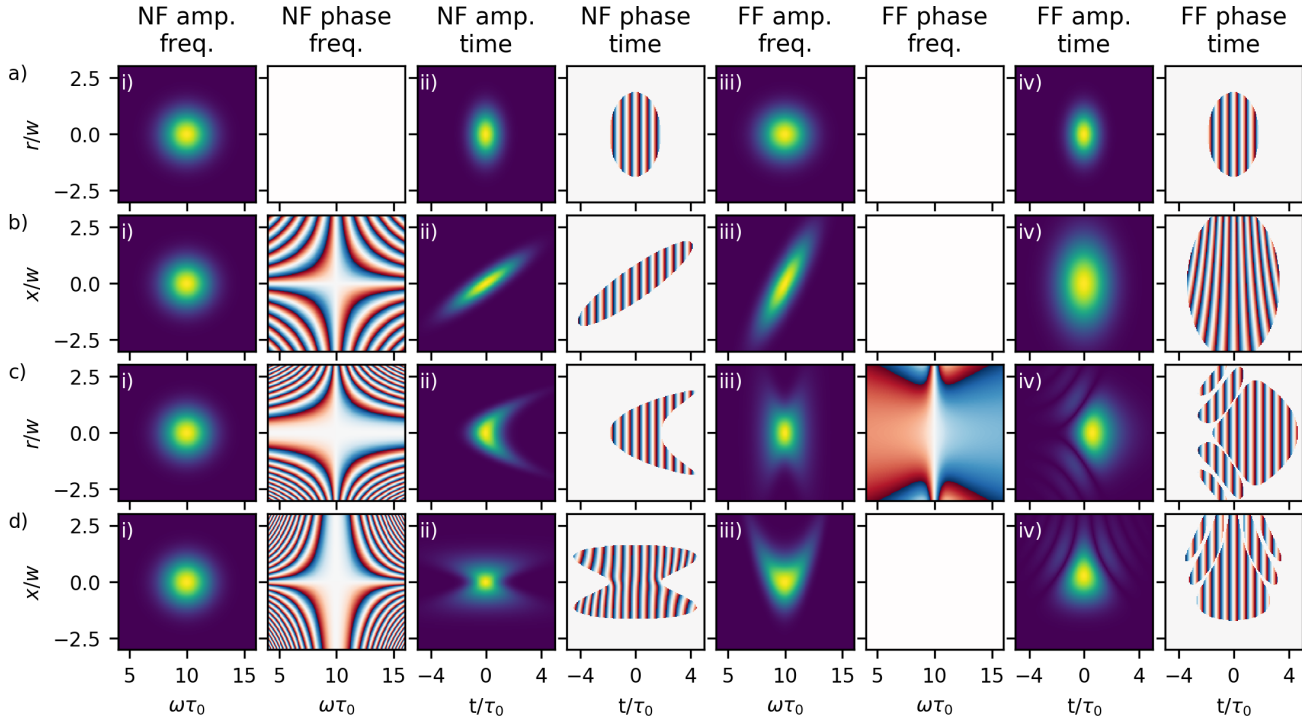 NF amp. NF phase NF amp. NF phase FF amp. FF phase FF amp. FF phase
freq. freq. time time freq. freq. time time
a) r/w 2.5 0.0 −2.5 i) ii) iii) iv)
b) x/w 2.5 0.0 −2.5 i) ii) iii) iv)
c) r/w 2.5 0.0 −2.5 i) ii) iii) iv)
d) x/w 2.5 0.0 −2.5 i) ii) iii) iv)
5 10 15 5 10 15 −4 0 4 −4 0 4 5 10 15 5 10 15 −4 0 4 −4 0 4
ωτ₀ ωτ₀ t/τ₀ t/τ₀ ωτ₀ ωτ₀ t/τ₀ t/τ₀